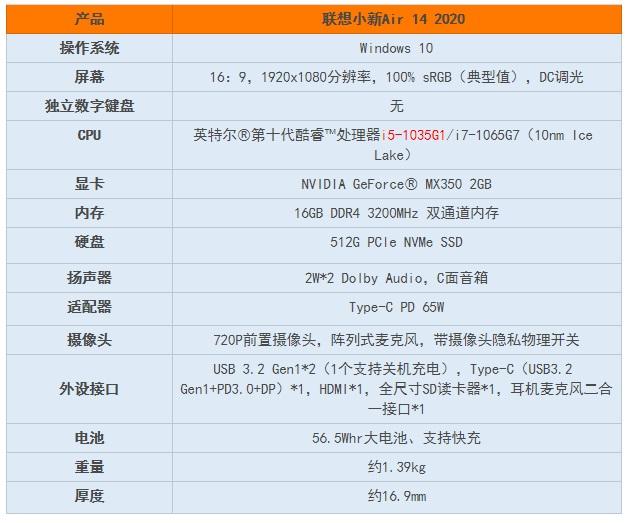 产品 联想小新Air 14 2020
操作系统 Windows 10
屏幕 16：9，1920x1080分辨率，100% sRGB（典型值），DC调光
独立数字键盘 无
CPU 英特尔®第十代酷睿™处理器i5-1035G1/i7-1065G7（10nm Ice
Lake）
显卡 NVIDIA GeForce® MX350 2GB
内存 16GB DDR4 3200MHz 双通道内存
硬盘 512G PCIe NVMe SSD
扬声器 2W*2 Dolby Audio，C面音箱
适配器 Type-C PD 65W
摄像头 720P前置摄像头，阵列式麦克风，带摄像头隐私物理开关
外设接口 USB 3.2 Gen1*2（1个支持关机充电），Type-C（USB3.2
Gen1+PD3.0+DP）*1，HDMI*1，全尺寸SD读卡器*1，耳机麦克风二合
一接口*1
电池 56.5Whr大电池、支持快充
重量 约1.39kg
厚度 约16.9mm